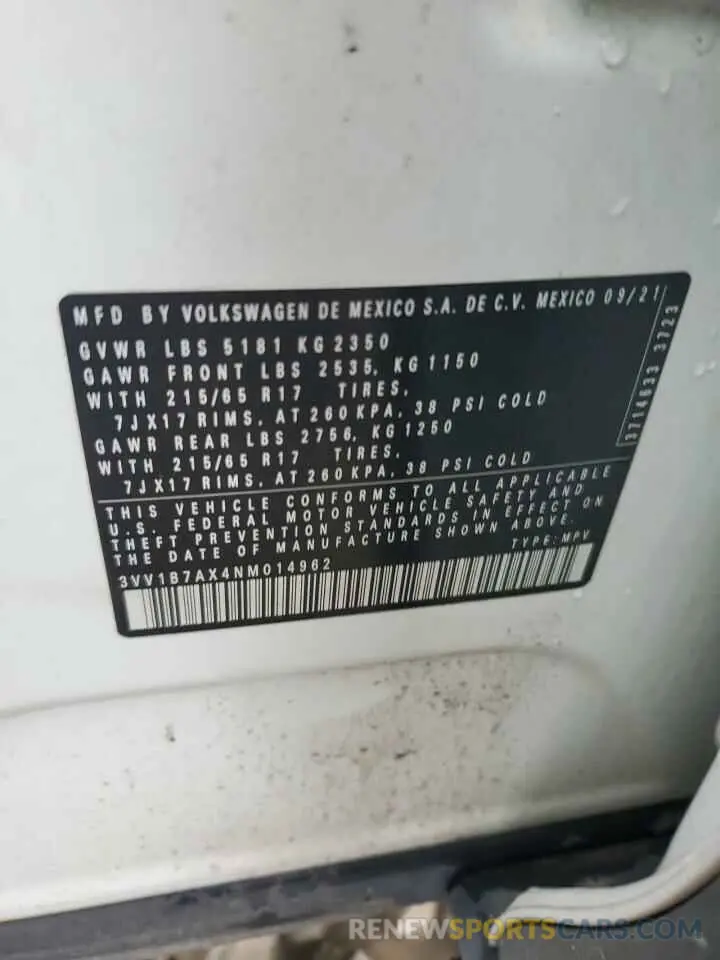 MFD BY VOLKSWAGEN DE MEXICO S.A. DE C.V. MEXICO 09/21
GVWR LBS 5181 KG 2350
GAWR FRONT LBS 2535, KG 1150
WITH 215/65 R17 TIRES,
7JX17 RIMS, AT 260 KPA, 38 PSI COLD
GAWR REAR LBS 2756, KG 1250
WITH 215/65 R17 TIRES,
7JX17 RIMS, AT 260 KPA, 38 PSI COLD
3714633 3723
THIS VEHICLE CONFORMS TO ALL APPLICABLE
U.S. FEDERAL MOTOR VEHICLE SAFETY AND
THEFT PREVENTION STANDARDS IN EFFECT ON
THE DATE OF MANUFACTURE SHOWN ABOVE.
TYPE: MPV
3VV1B7AX4NM014962
RENEWSPORTSCARS.COM